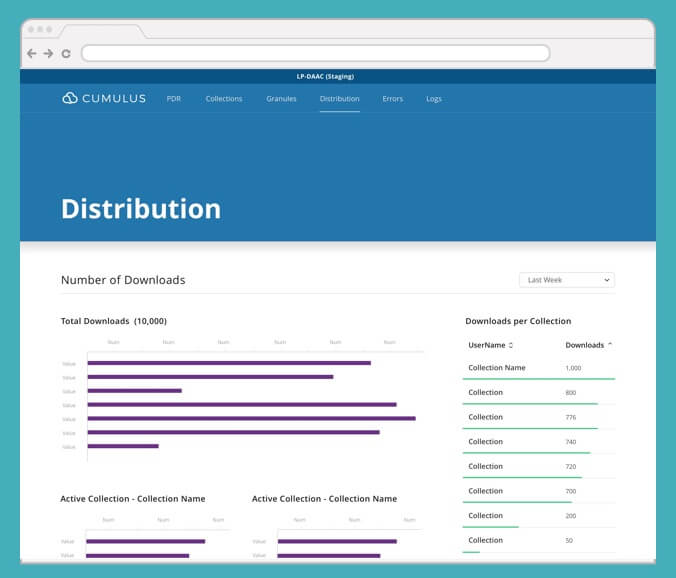 LP-DAAC (Staging)
CUMULUS PDR Collections Granules Distribution Errors Logs
Distribution
Number of Downloads Last Week
Total Downloads (10,000)
Num Num Num Num Num Num
Value
Value
Value
Value
Value
Value
Value
Downloads per Collection
UserName Downloads
Collection Name 1,000
Collection 800
Collection 776
Collection 740
Collection 720
Collection 700
Collection 200
Collection 50
Active Collection - Collection Name
Num Num Num
Value
Value
Active Collection - Collection Name
Num Num Num
Value
Value